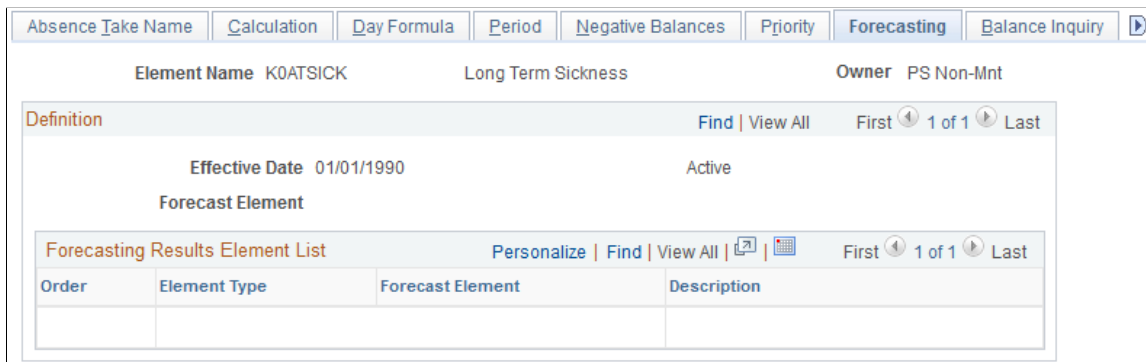 Absence Take Name Calculation Day Formula Period Negative Balances Priority Forecasting Balance Inquiry
Element Name K0ATSICK Long Term Sickness Owner PS Non-Mnt
Definition Find | View All First 1 of 1 Last
Effective Date 01/01/1990 Active
Forecast Element
Forecasting Results Element List Personalize | Find | View All | | First 1 of 1 Last
Order Element Type Forecast Element Description